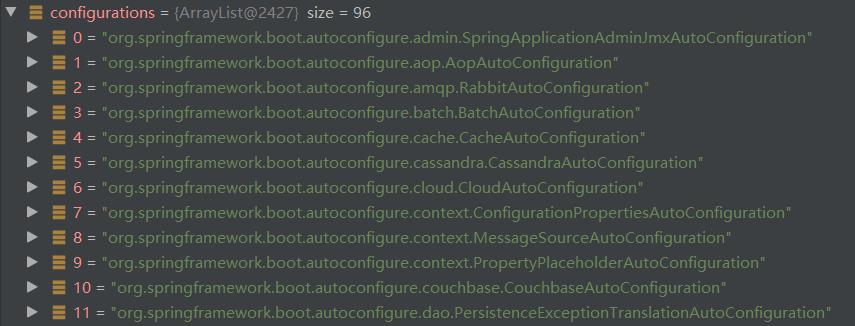 configurations = {ArrayList@2427} size = 96
0 = "org.springframework.boot.autoconfigure.admin.SpringApplicationAdminJmxAutoConfiguration"
1 = "org.springframework.boot.autoconfigure.aop.AopAutoConfiguration"
2 = "org.springframework.boot.autoconfigure.amqp.RabbitAutoConfiguration"
3 = "org.springframework.boot.autoconfigure.batch.BatchAutoConfiguration"
4 = "org.springframework.boot.autoconfigure.cache.CacheAutoConfiguration"
5 = "org.springframework.boot.autoconfigure.cassandra.CassandraAutoConfiguration"
6 = "org.springframework.boot.autoconfigure.cloud.CloudAutoConfiguration"
7 = "org.springframework.boot.autoconfigure.context.ConfigurationPropertiesAutoConfiguration"
8 = "org.springframework.boot.autoconfigure.context.MessageSourceAutoConfiguration"
9 = "org.springframework.boot.autoconfigure.context.PropertyPlaceholderAutoConfiguration"
10 = "org.springframework.boot.autoconfigure.couchbase.CouchbaseAutoConfiguration"
11 = "org.springframework.boot.autoconfigure.dao.PersistenceExceptionTranslationAutoConfiguration"